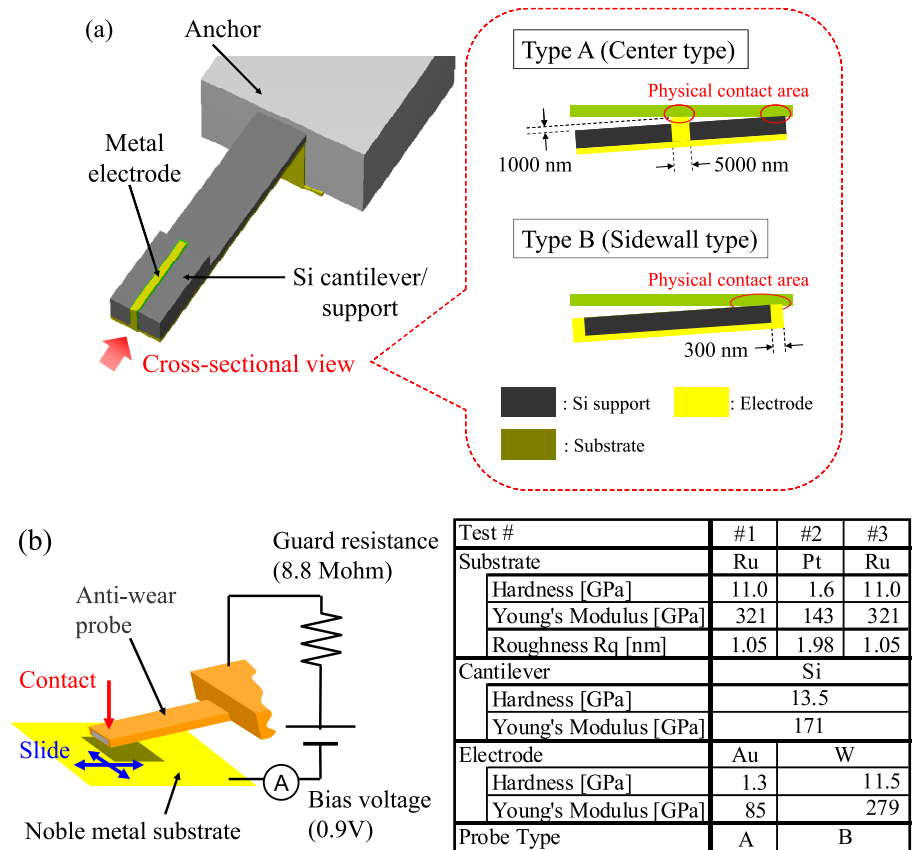 (a)
Anchor
Metal
electrode
Si cantilever/
support
Cross-sectional view
Type A (Center type)
Physical contact area
1000 nm
5000 nm
Type B (Sidewall type)
Physical contact area
300 nm
: Si support
: Electrode
: Substrate
(b)
Guard resistance
(8.8 Mohm)
Anti-wear
probe
Contact
Slide
A
Bias voltage
(0.9V)
Noble metal substrate
Test # #1 #2 #3
Substrate Ru Pt Ru
Hardness [GPa] 11.0 1.6 11.0
Young's Modulus [GPa] 321 143 321
Roughness Rq [nm] 1.05 1.98 1.05
Cantilever Si
Hardness [GPa] 13.5
Young's Modulus [GPa] 171
Electrode Au W
Hardness [GPa] 1.3 11.5
Young's Modulus [GPa] 85 279
Probe Type A B